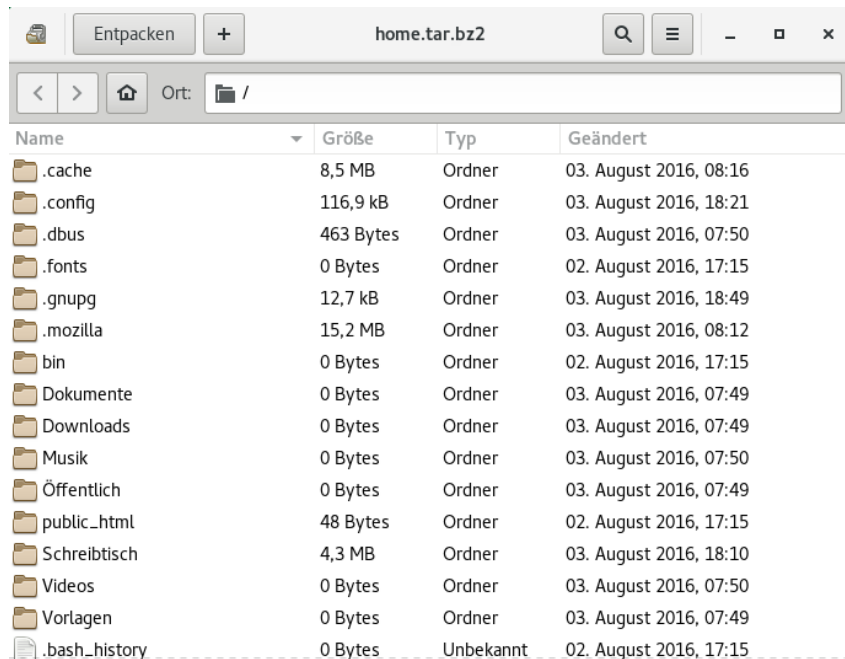 Entpacken + home.tar.bz2
Ort: /
Name Größe Typ Geändert
.cache 8,5 MB Ordner 03. August 2016, 08:16
.config 116,9 kB Ordner 03. August 2016, 18:21
.dbus 463 Bytes Ordner 03. August 2016, 07:50
.fonts 0 Bytes Ordner 02. August 2016, 17:15
.gnupg 12,7 kB Ordner 03. August 2016, 18:49
.mozilla 15,2 MB Ordner 03. August 2016, 08:12
bin 0 Bytes Ordner 02. August 2016, 17:15
Dokumente 0 Bytes Ordner 03. August 2016, 07:49
Downloads 0 Bytes Ordner 03. August 2016, 07:49
Musik 0 Bytes Ordner 03. August 2016, 07:50
Öffentlich 0 Bytes Ordner 03. August 2016, 07:49
public_html 48 Bytes Ordner 02. August 2016, 17:15
Schreibtisch 4,3 MB Ordner 03. August 2016, 18:10
Videos 0 Bytes Ordner 03. August 2016, 07:50
Vorlagen 0 Bytes Ordner 03. August 2016, 07:49
.bash_history 0 Bytes Unbekannt 02. August 2016, 17:15